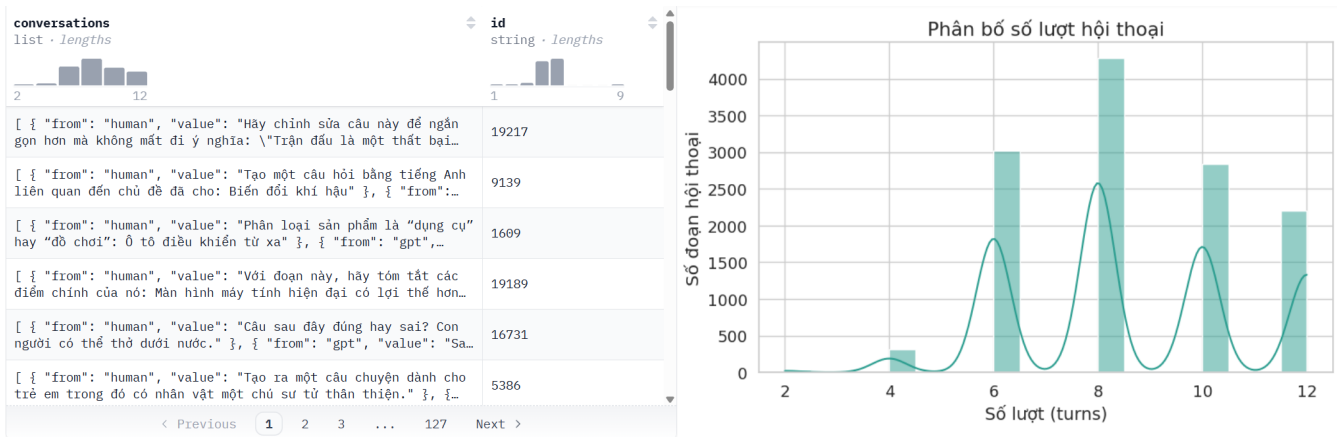 conversations
list · lengths
2
12
id
string · lengths
1
9
[ { "from": "human", "value": "Hãy chỉnh sửa câu này để ngắn
gọn hơn mà không mất đi ý nghĩa: \"Trận đấu là một thất bại…
19217
[ { "from": "human", "value": "Tạo một câu hỏi bằng tiếng Anh
liên quan đến chủ đề đã cho: Biến đổi khí hậu" }, { "from":…
9139
[ { "from": "human", "value": "Phân loại sản phẩm là “dụng cụ”
hay “đồ chơi”: Ô tô điều khiển từ xa" }, { "from": "gpt",…
1609
[ { "from": "human", "value": "Với đoạn này, hãy tóm tắt các
điểm chính của nó: Màn hình máy tính hiện đại có lợi thế hơn…
19189
[ { "from": "human", "value": "Câu sau đây đúng hay sai? Con
người có thể thở dưới nước." }, { "from": "gpt", "value": "Sa…
16731
[ { "from": "human", "value": "Tạo ra một câu chuyện dành cho
trẻ em trong đó có nhân vật một chú sư tử thân thiện." }, {…
5386
< Previous 1 2 3 ... 127 Next >
Phân bố số lượt hội thoại
Số đoạn hội thoại
4000
3500
3000
2500
2000
1500
1000
500
0
2 4 6 8 10 12
Số lượt (turns)